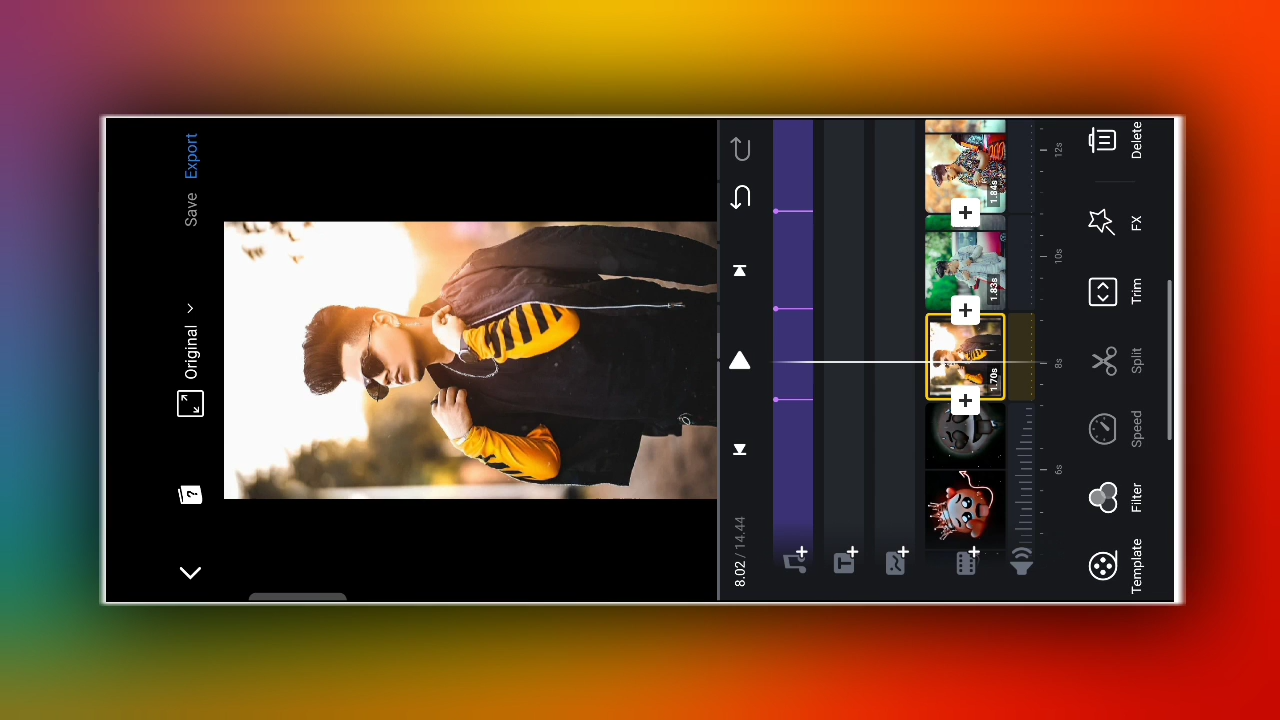 Original
Save
Export
8.02 / 14.44
1.70s
1.83s
1.84s
6s
8s
10s
12s
Template
Filter
Speed
Split
Trim
FX
Delete